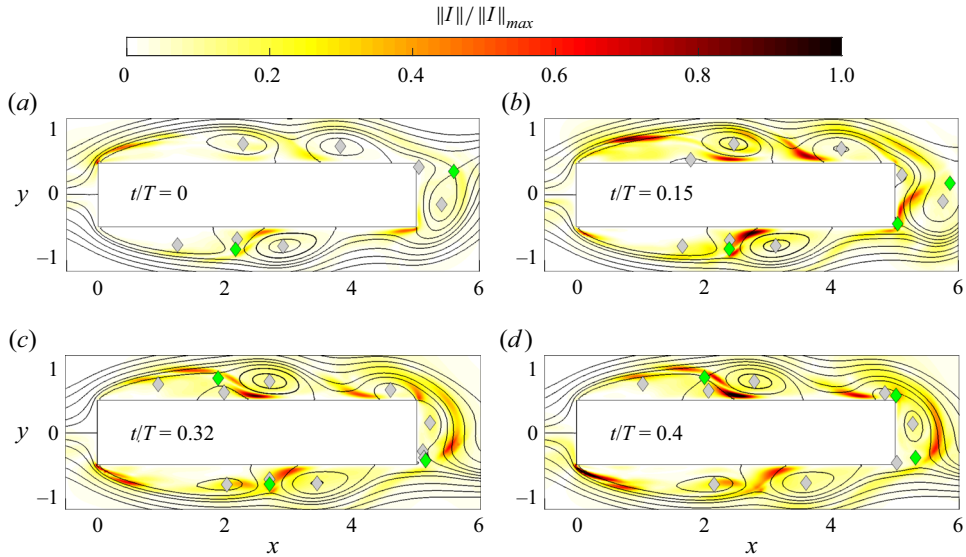 ‖I‖/‖I‖max
0 0.2 0.4 0.6 0.8 1.0
(a) (b)
1 1
y 0 t/T = 0 0 t/T = 0.15
−1 −1
0 2 4 6 0 2 4 6
(c) (d)
1 1
y 0 t/T = 0.32 0 t/T = 0.4
−1 −1
0 2 4 6 0 2 4 6
x x